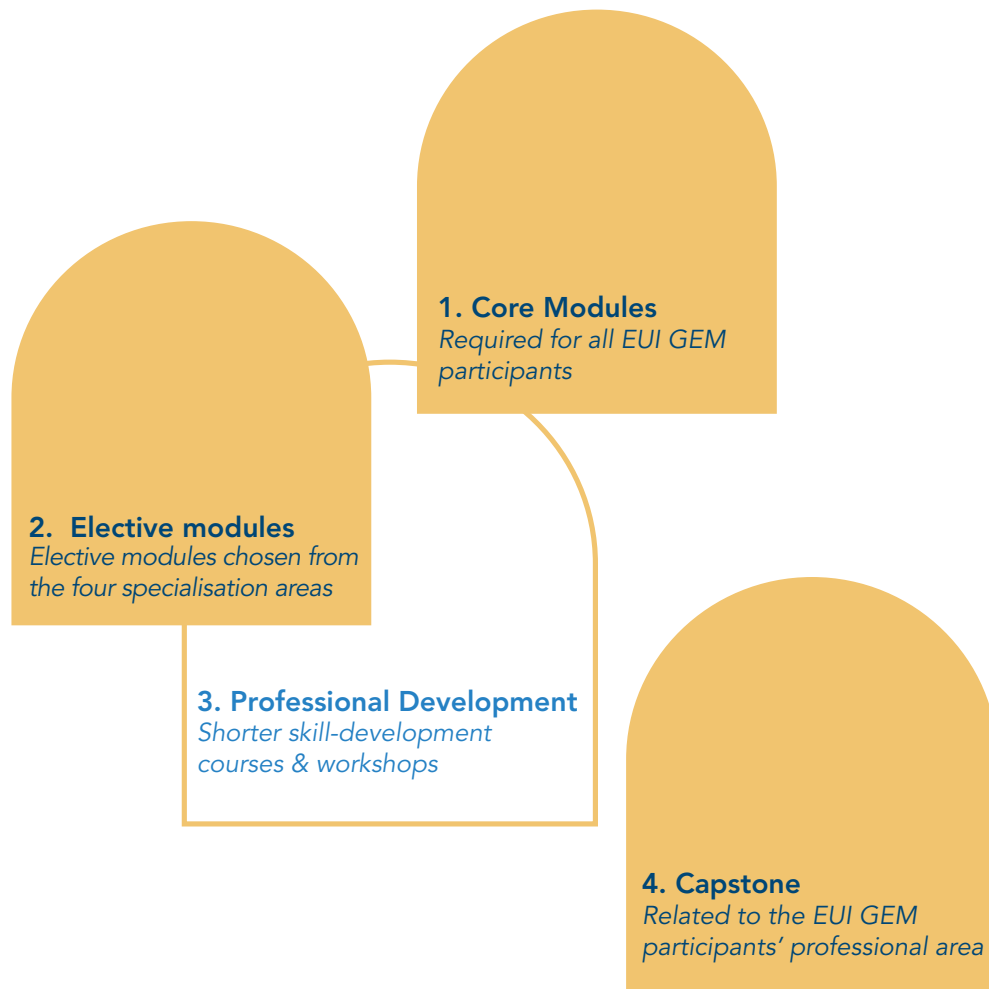 1. Core Modules
Required for all EUI GEM
participants
2. Elective modules
Elective modules chosen from
the four specialisation areas
3. Professional Development
Shorter skill-development
courses & workshops
4. Capstone
Related to the EUI GEM
participants’ professional area